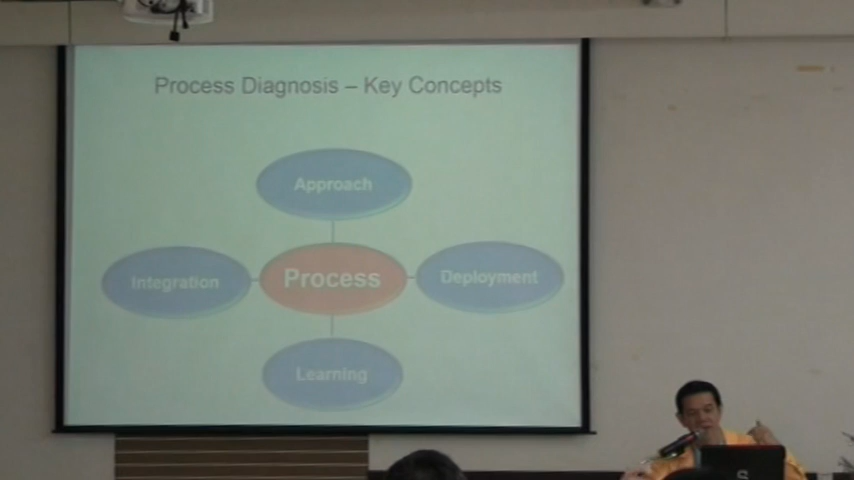 Process Diagnosis – Key Concepts
Approach
Integration
Process
Deployment
Learning
S